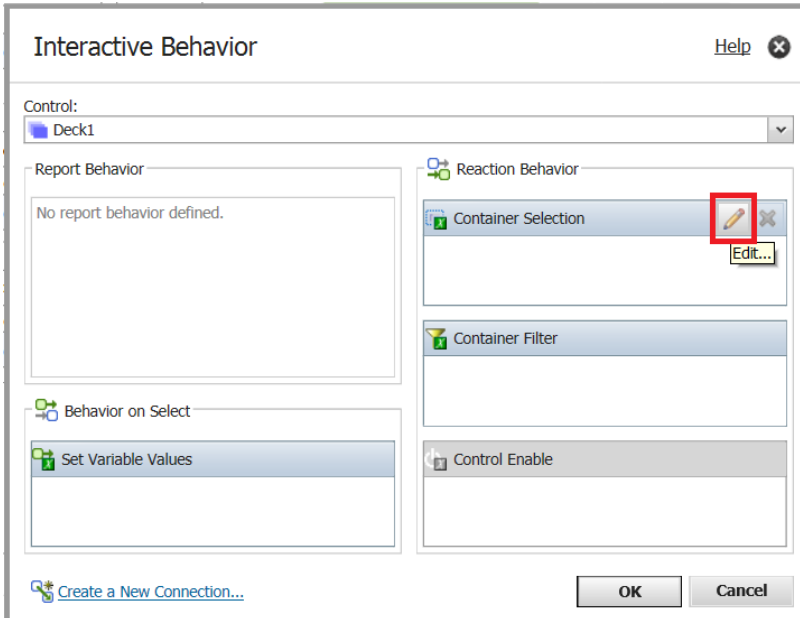 Interactive Behavior
Help
Control:
Deck1
Report Behavior
No report behavior defined.
Reaction Behavior
Container Selection
Edit...
Container Filter
Behavior on Select
Set Variable Values
Control Enable
Create a New Connection...
OK
Cancel